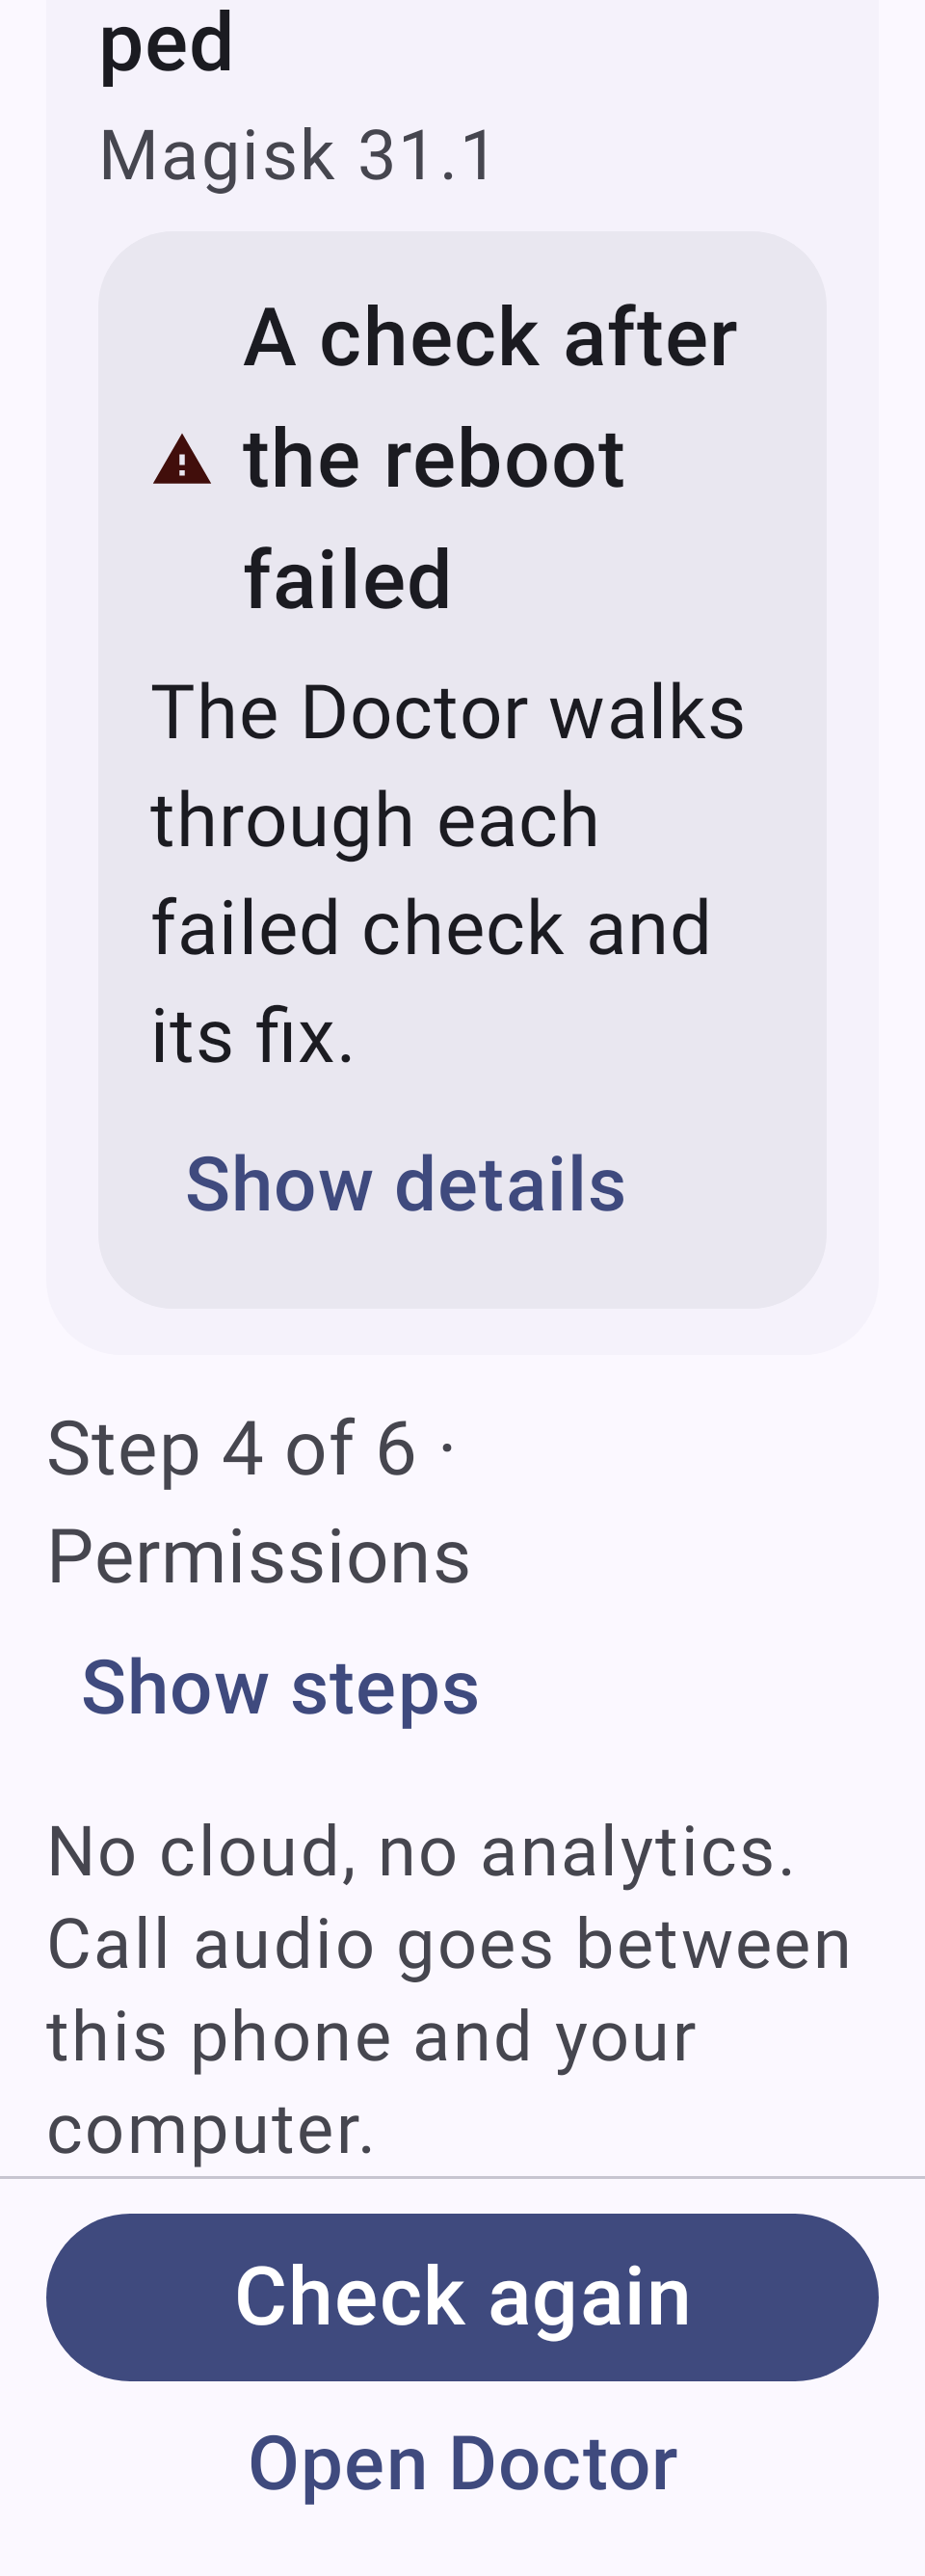 ped
Magisk 31.1
A check after
the reboot
failed
The Doctor walks
through each
failed check and
its fix.
Show details
Step 4 of 6 ·
Permissions
Show steps
No cloud, no analytics.
Call audio goes between
this phone and your
computer.
Check again
Open Doctor